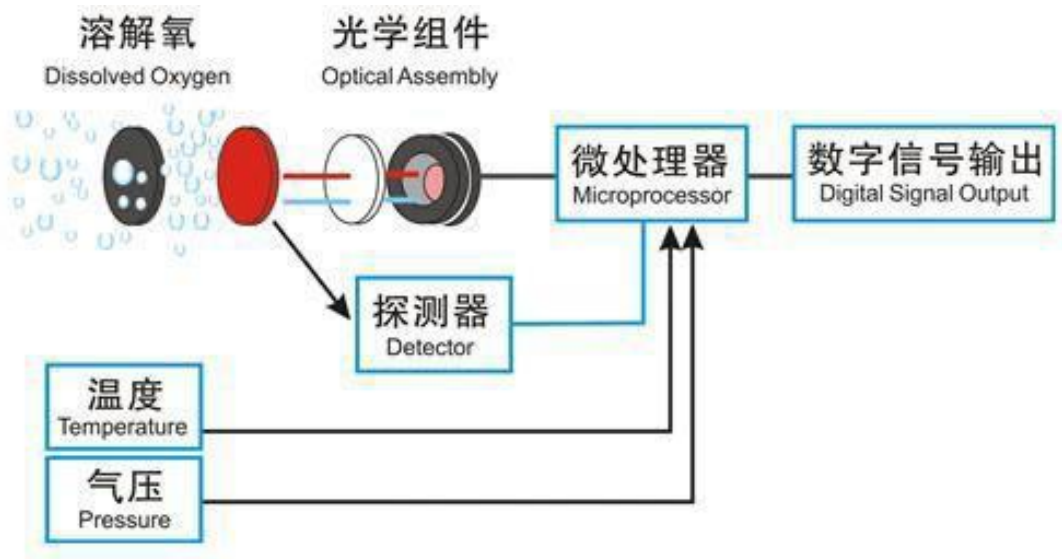 溶解氧
Dissolved Oxygen
光学组件
Optical Assembly
微处理器
Microprocessor
数字信号输出
Digital Signal Output
探测器
Detector
温度
Temperature
气压
Pressure